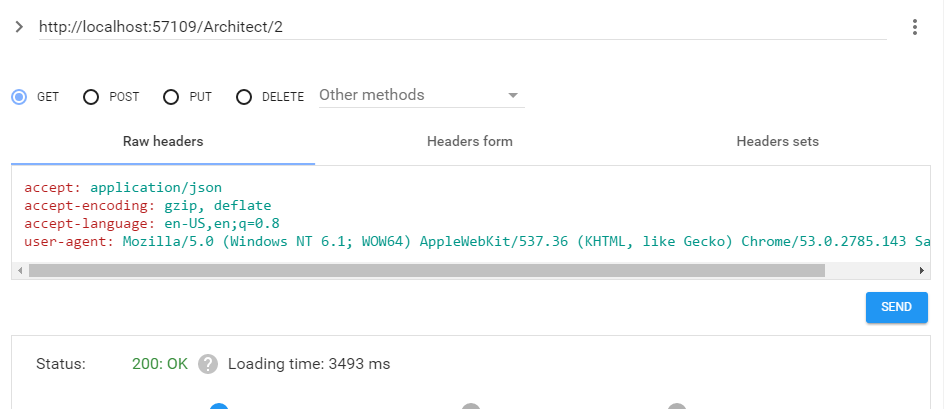 http://localhost:57109/Architect/2
GET POST PUT DELETE Other methods
Raw headers Headers form Headers sets
accept: application/json
accept-encoding: gzip, deflate
accept-language: en-US,en;q=0.8
user-agent: Mozilla/5.0 (Windows NT 6.1; WOW64) AppleWebKit/537.36 (KHTML, like Gecko) Chrome/53.0.2785.143 Sa
SEND
Status: 200: OK ? Loading time: 3493 ms